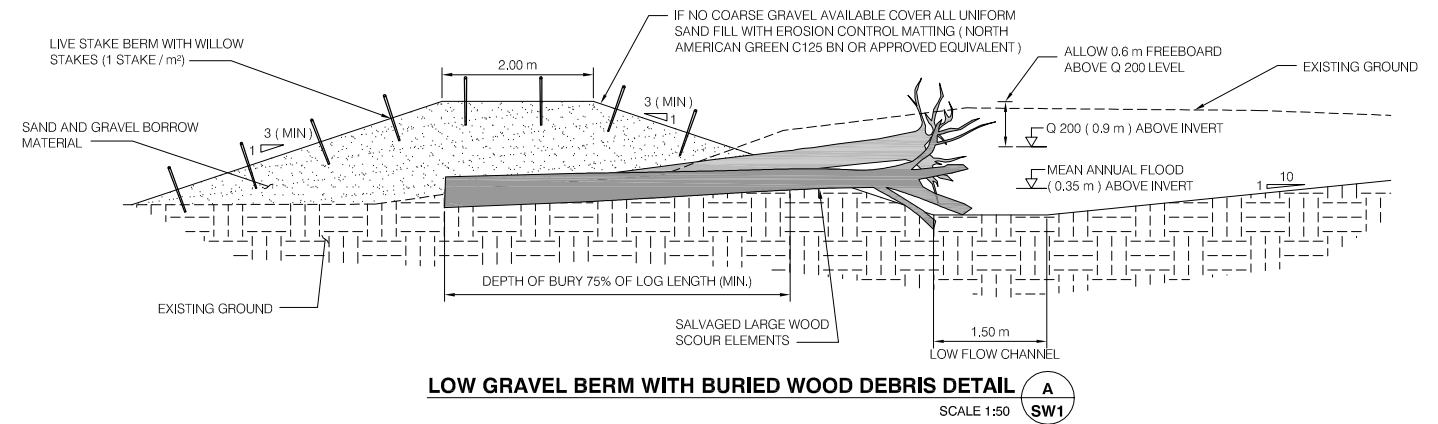 IF NO COARSE GRAVEL AVAILABLE COVER ALL UNIFORM
SAND FILL WITH EROSION CONTROL MATTING ( NORTH
AMERICAN GREEN C125 BN OR APPROVED EQUIVALENT )
LIVE STAKE BERM WITH WILLOW
STAKES (1 STAKE / m²)
2.00 m
ALLOW 0.6 m FREEBOARD
ABOVE Q 200 LEVEL
EXISTING GROUND
SAND AND GRAVEL BORROW
MATERIAL
3 ( MIN )
1
3 ( MIN )
1
Q 200 ( 0.9 m ) ABOVE INVERT
MEAN ANNUAL FLOOD
( 0.35 m ) ABOVE INVERT
10
1
DEPTH OF BURY 75% OF LOG LENGTH (MIN.)
EXISTING GROUND
SALVAGED LARGE WOOD
SCOUR ELEMENTS
1.50 m
LOW FLOW CHANNEL
LOW GRAVEL BERM WITH BURIED WOOD DEBRIS DETAIL
A
SCALE 1:50
SW1